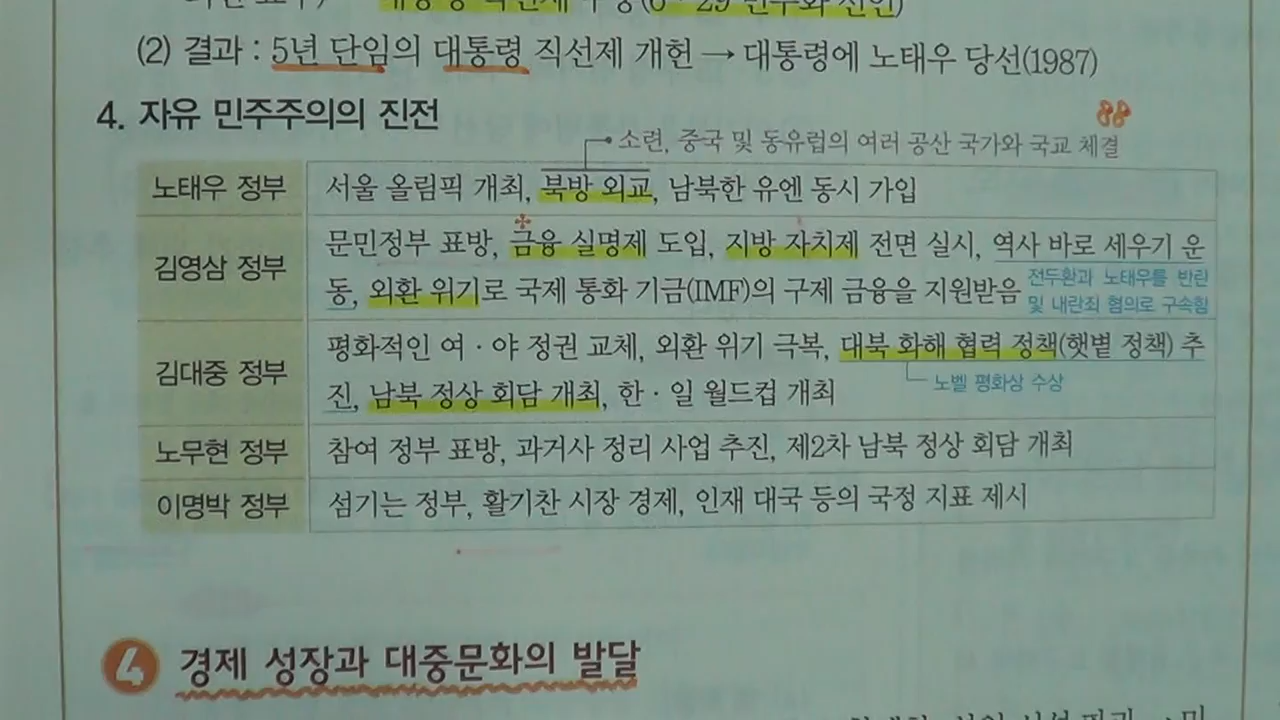 대통령 직선제 수용(6·29 민주화 선언)
(2) 결과 : 5년 단임의 대통령 직선제 개헌 → 대통령에 노태우 당선(1987)
4. 자유 민주주의의 진전
소련, 중국 및 동유럽의 여러 공산 국가와 국교 체결
노태우 정부 서울 올림픽 개최, 북방 외교, 남북한 유엔 동시 가입
김영삼 정부 문민정부 표방, 금융 실명제 도입, 지방 자치제 전면 실시, 역사 바로 세우기 운
동, 외환 위기로 국제 통화 기금(IMF)의 구제 금융을 지원받음
전두환과 노태우를 반란
및 내란죄 혐의로 구속함
김대중 정부 평화적인 여·야 정권 교체, 외환 위기 극복, 대북 화해 협력 정책(햇볕 정책) 추
진, 남북 정상 회담 개최, 한·일 월드컵 개최
노벨 평화상 수상
노무현 정부 참여 정부 표방, 과거사 정리 사업 추진, 제2차 남북 정상 회담 개최
이명박 정부 섬기는 정부, 활기찬 시장 경제, 인재 대국 등의 국정 지표 제시
4 경제 성장과 대중문화의 발달